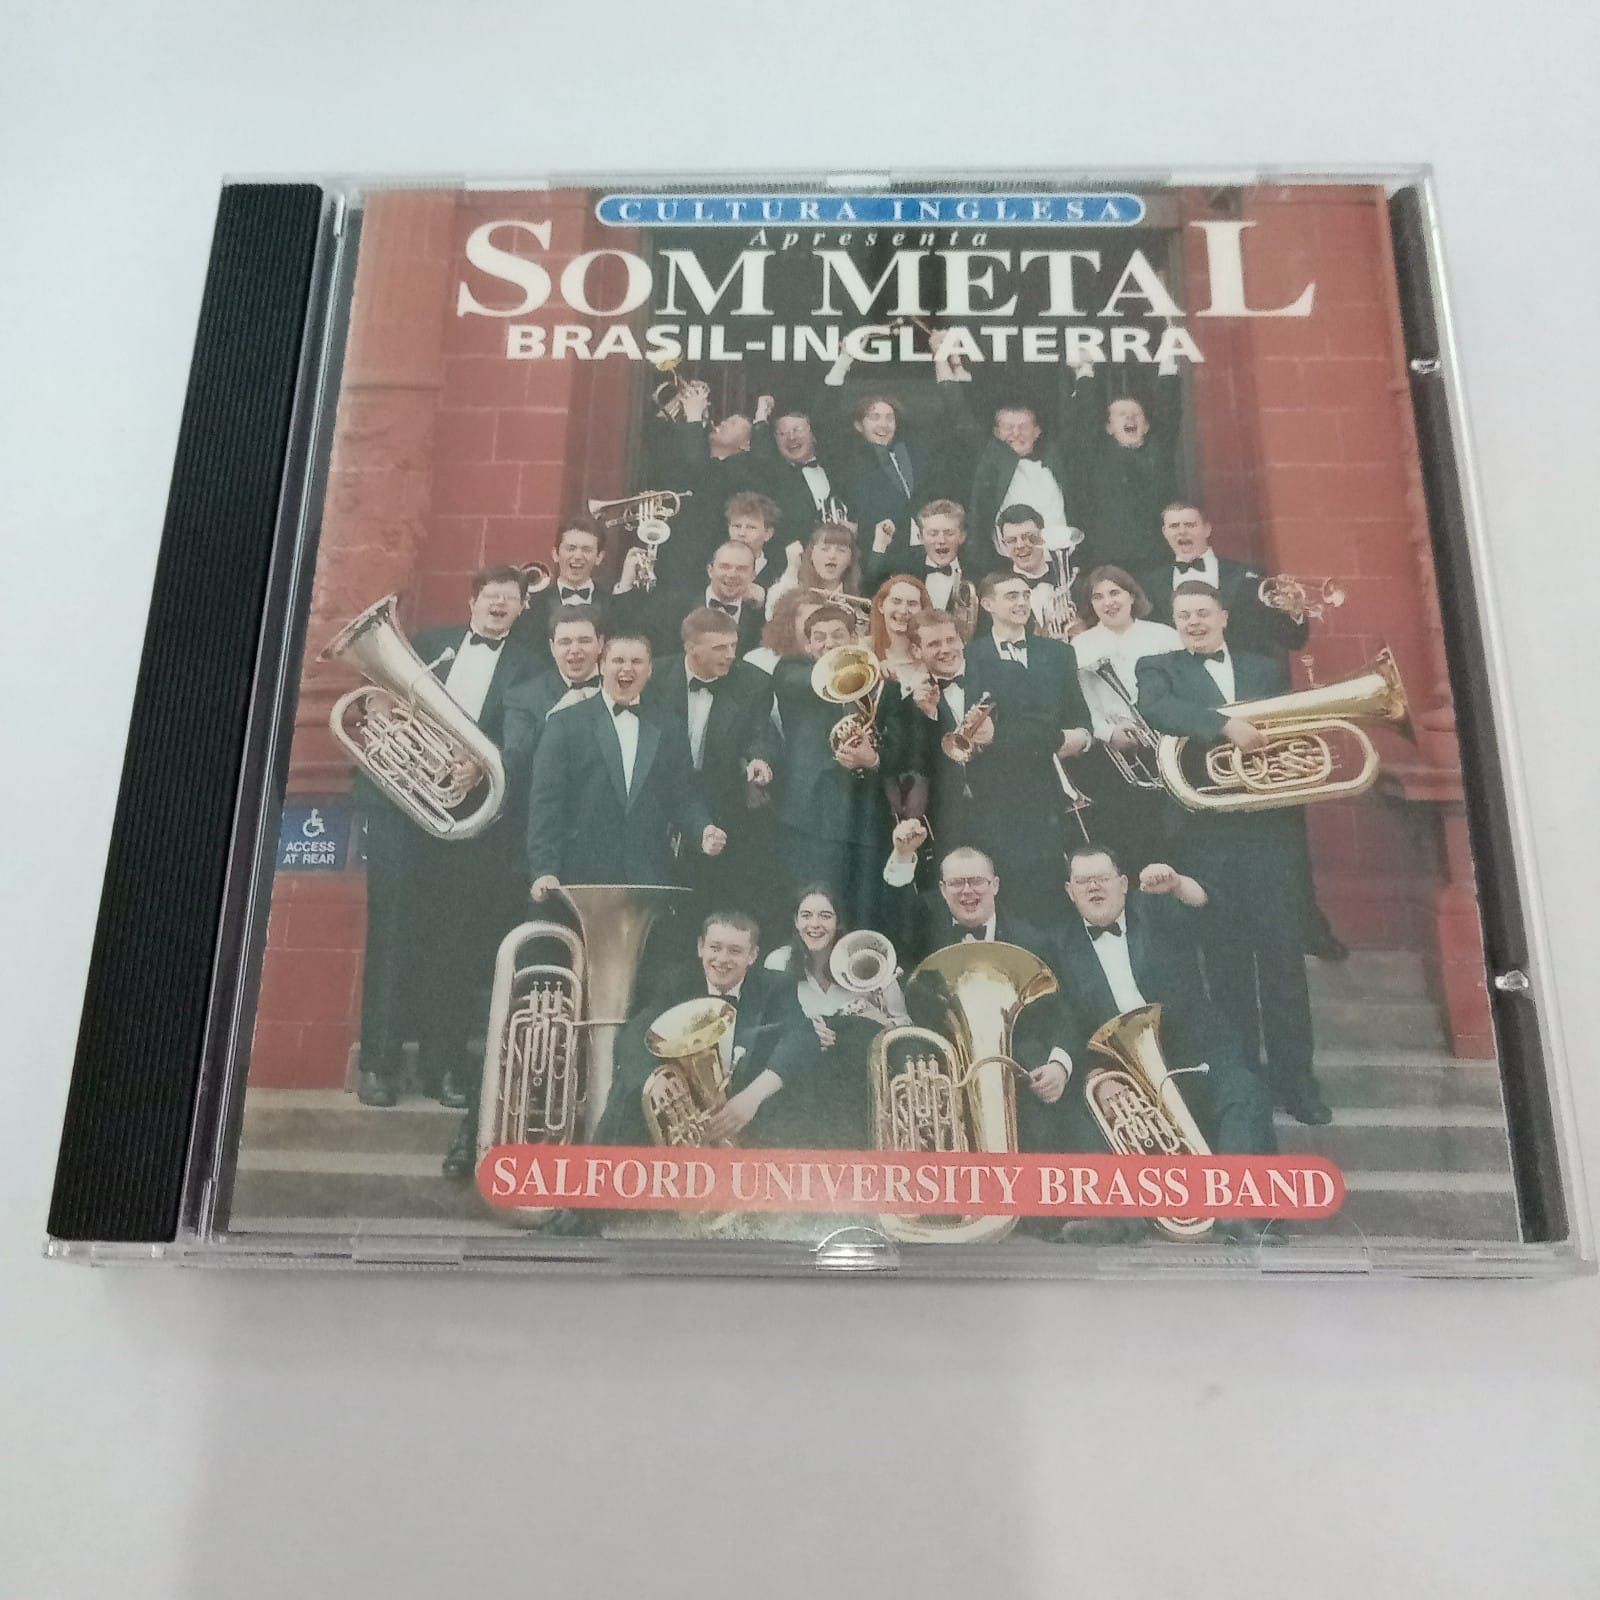 CULTURA INGLESA
Apresenta
SOM METAL
BRASIL-INGLATERRA
ACCESS
AT REAR
SALFORD UNIVERSITY BRASS BAND